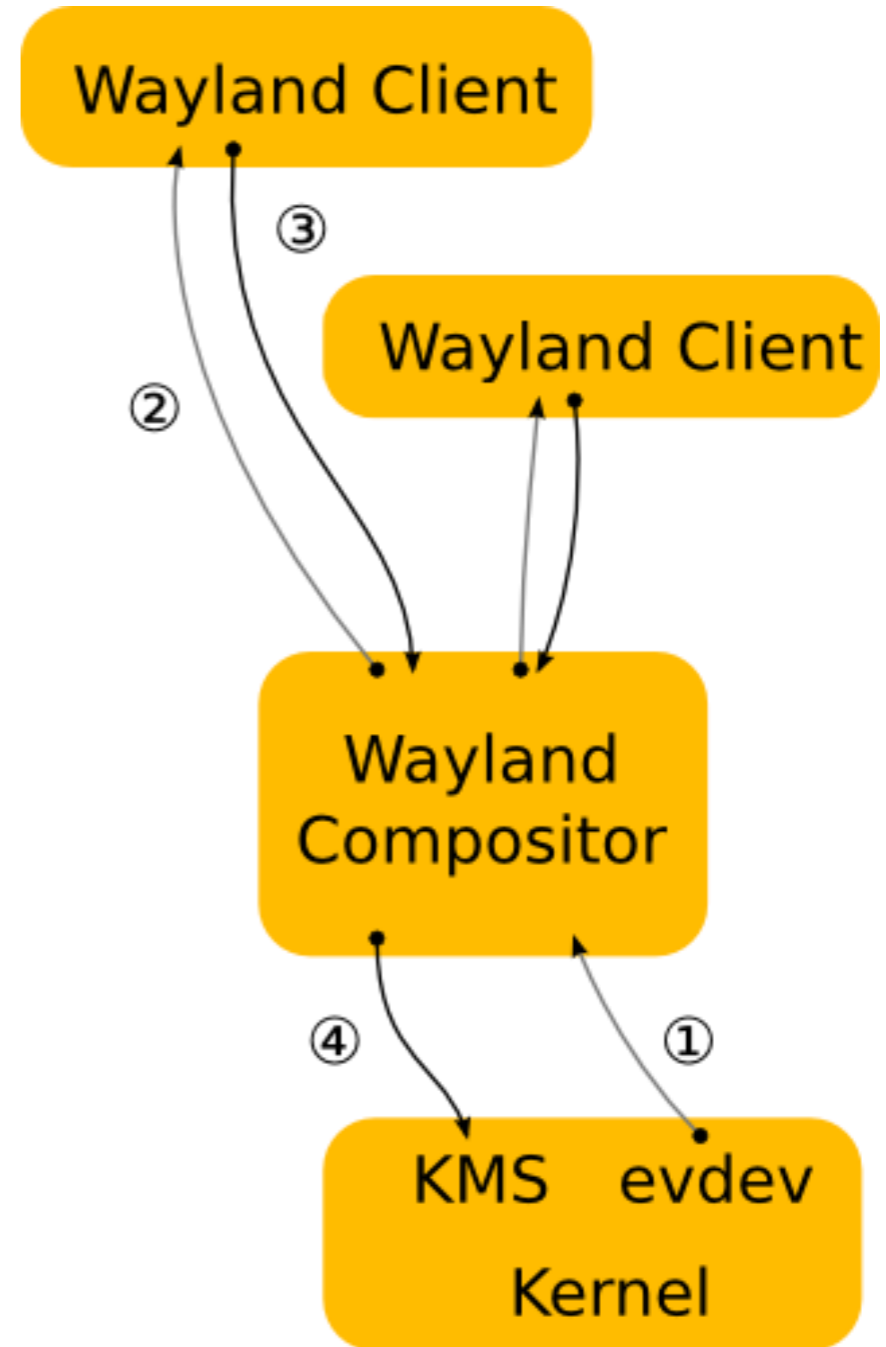 Wayland Client
③
Wayland Client
②
Wayland
Compositor
④ ①
KMS evdev
Kernel